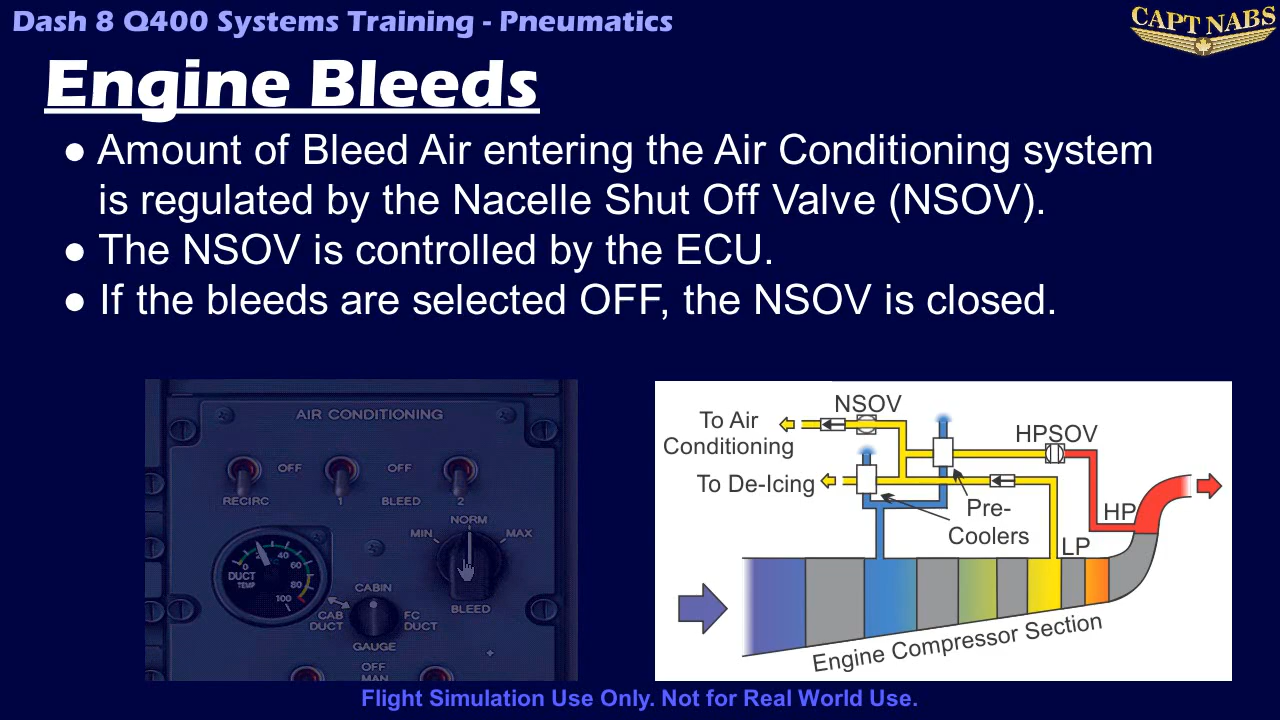 Dash 8 Q400 Systems Training - Pneumatics
CAPT NABS
Engine Bleeds
● Amount of Bleed Air entering the Air Conditioning system
is regulated by the Nacelle Shut Off Valve (NSOV).
● The NSOV is controlled by the ECU.
● If the bleeds are selected OFF, the NSOV is closed.
AIR CONDITIONING
OFF OFF
RECIRC 1 BLEED 2
NORM
MIN MAX
0 40 60 80 100
DUCT
TEMP
BLEED
CABIN
CAB
DUCT
FC
DUCT
GAUGE
OFF
MAN
NSOV
To Air
Conditioning
HPSOV
To De-Icing
Pre-
Coolers
HP
LP
Engine Compressor Section
Flight Simulation Use Only. Not for Real World Use.